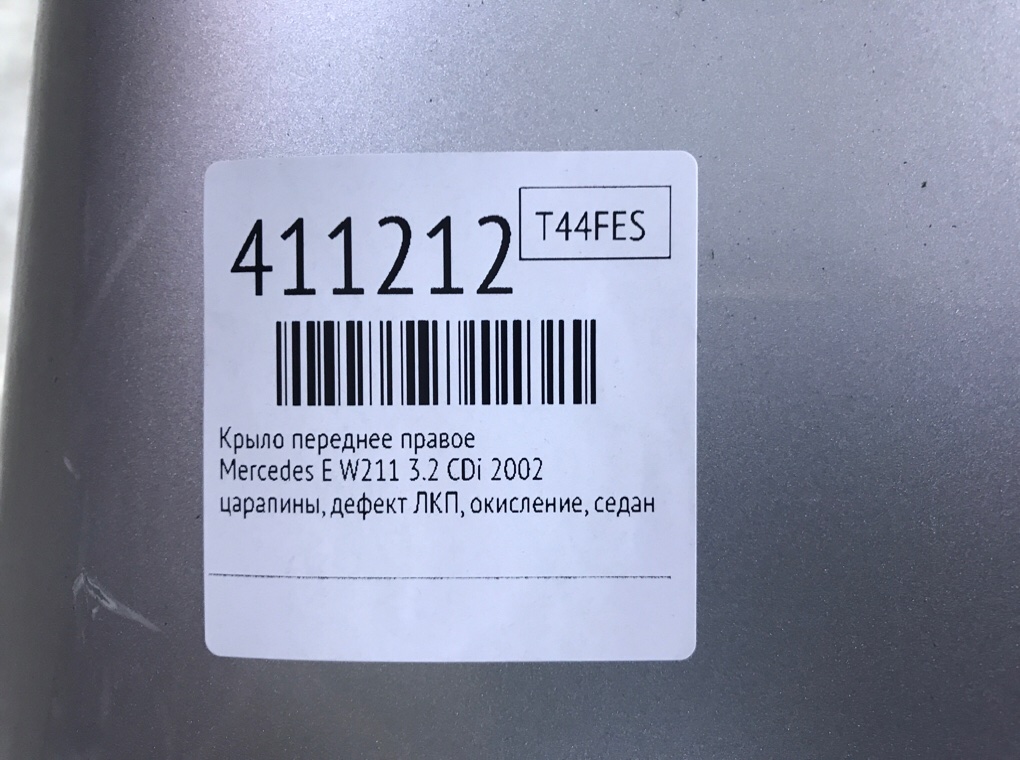 411212
T44FES
Крыло переднее правое
Mercedes E W211 3.2 CDi 2002
царапины, дефект ЛКП, окисление, седан